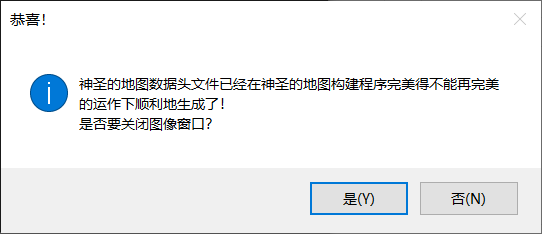 恭喜！
神圣的地图数据头文件已经在神圣的地图构建程序完美得不能再完美
的运作下顺利地生成了！
是否要关闭图像窗口？
是(Y)
否(N)